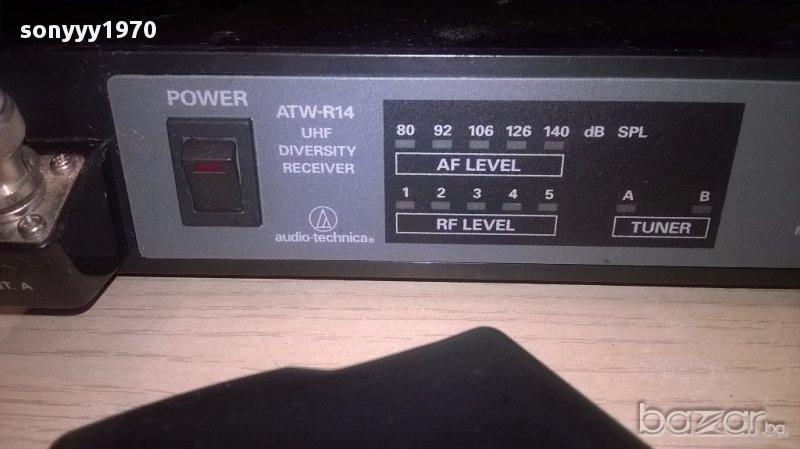 sonyyy1970
POWER
ATW-R14
UHF
DIVERSITY
RECEIVER
audio-technica®
80 92 106 126 140 dB SPL
AF LEVEL
1 2 3 4 5
RF LEVEL
A B
TUNER
T. A
bazar.bg